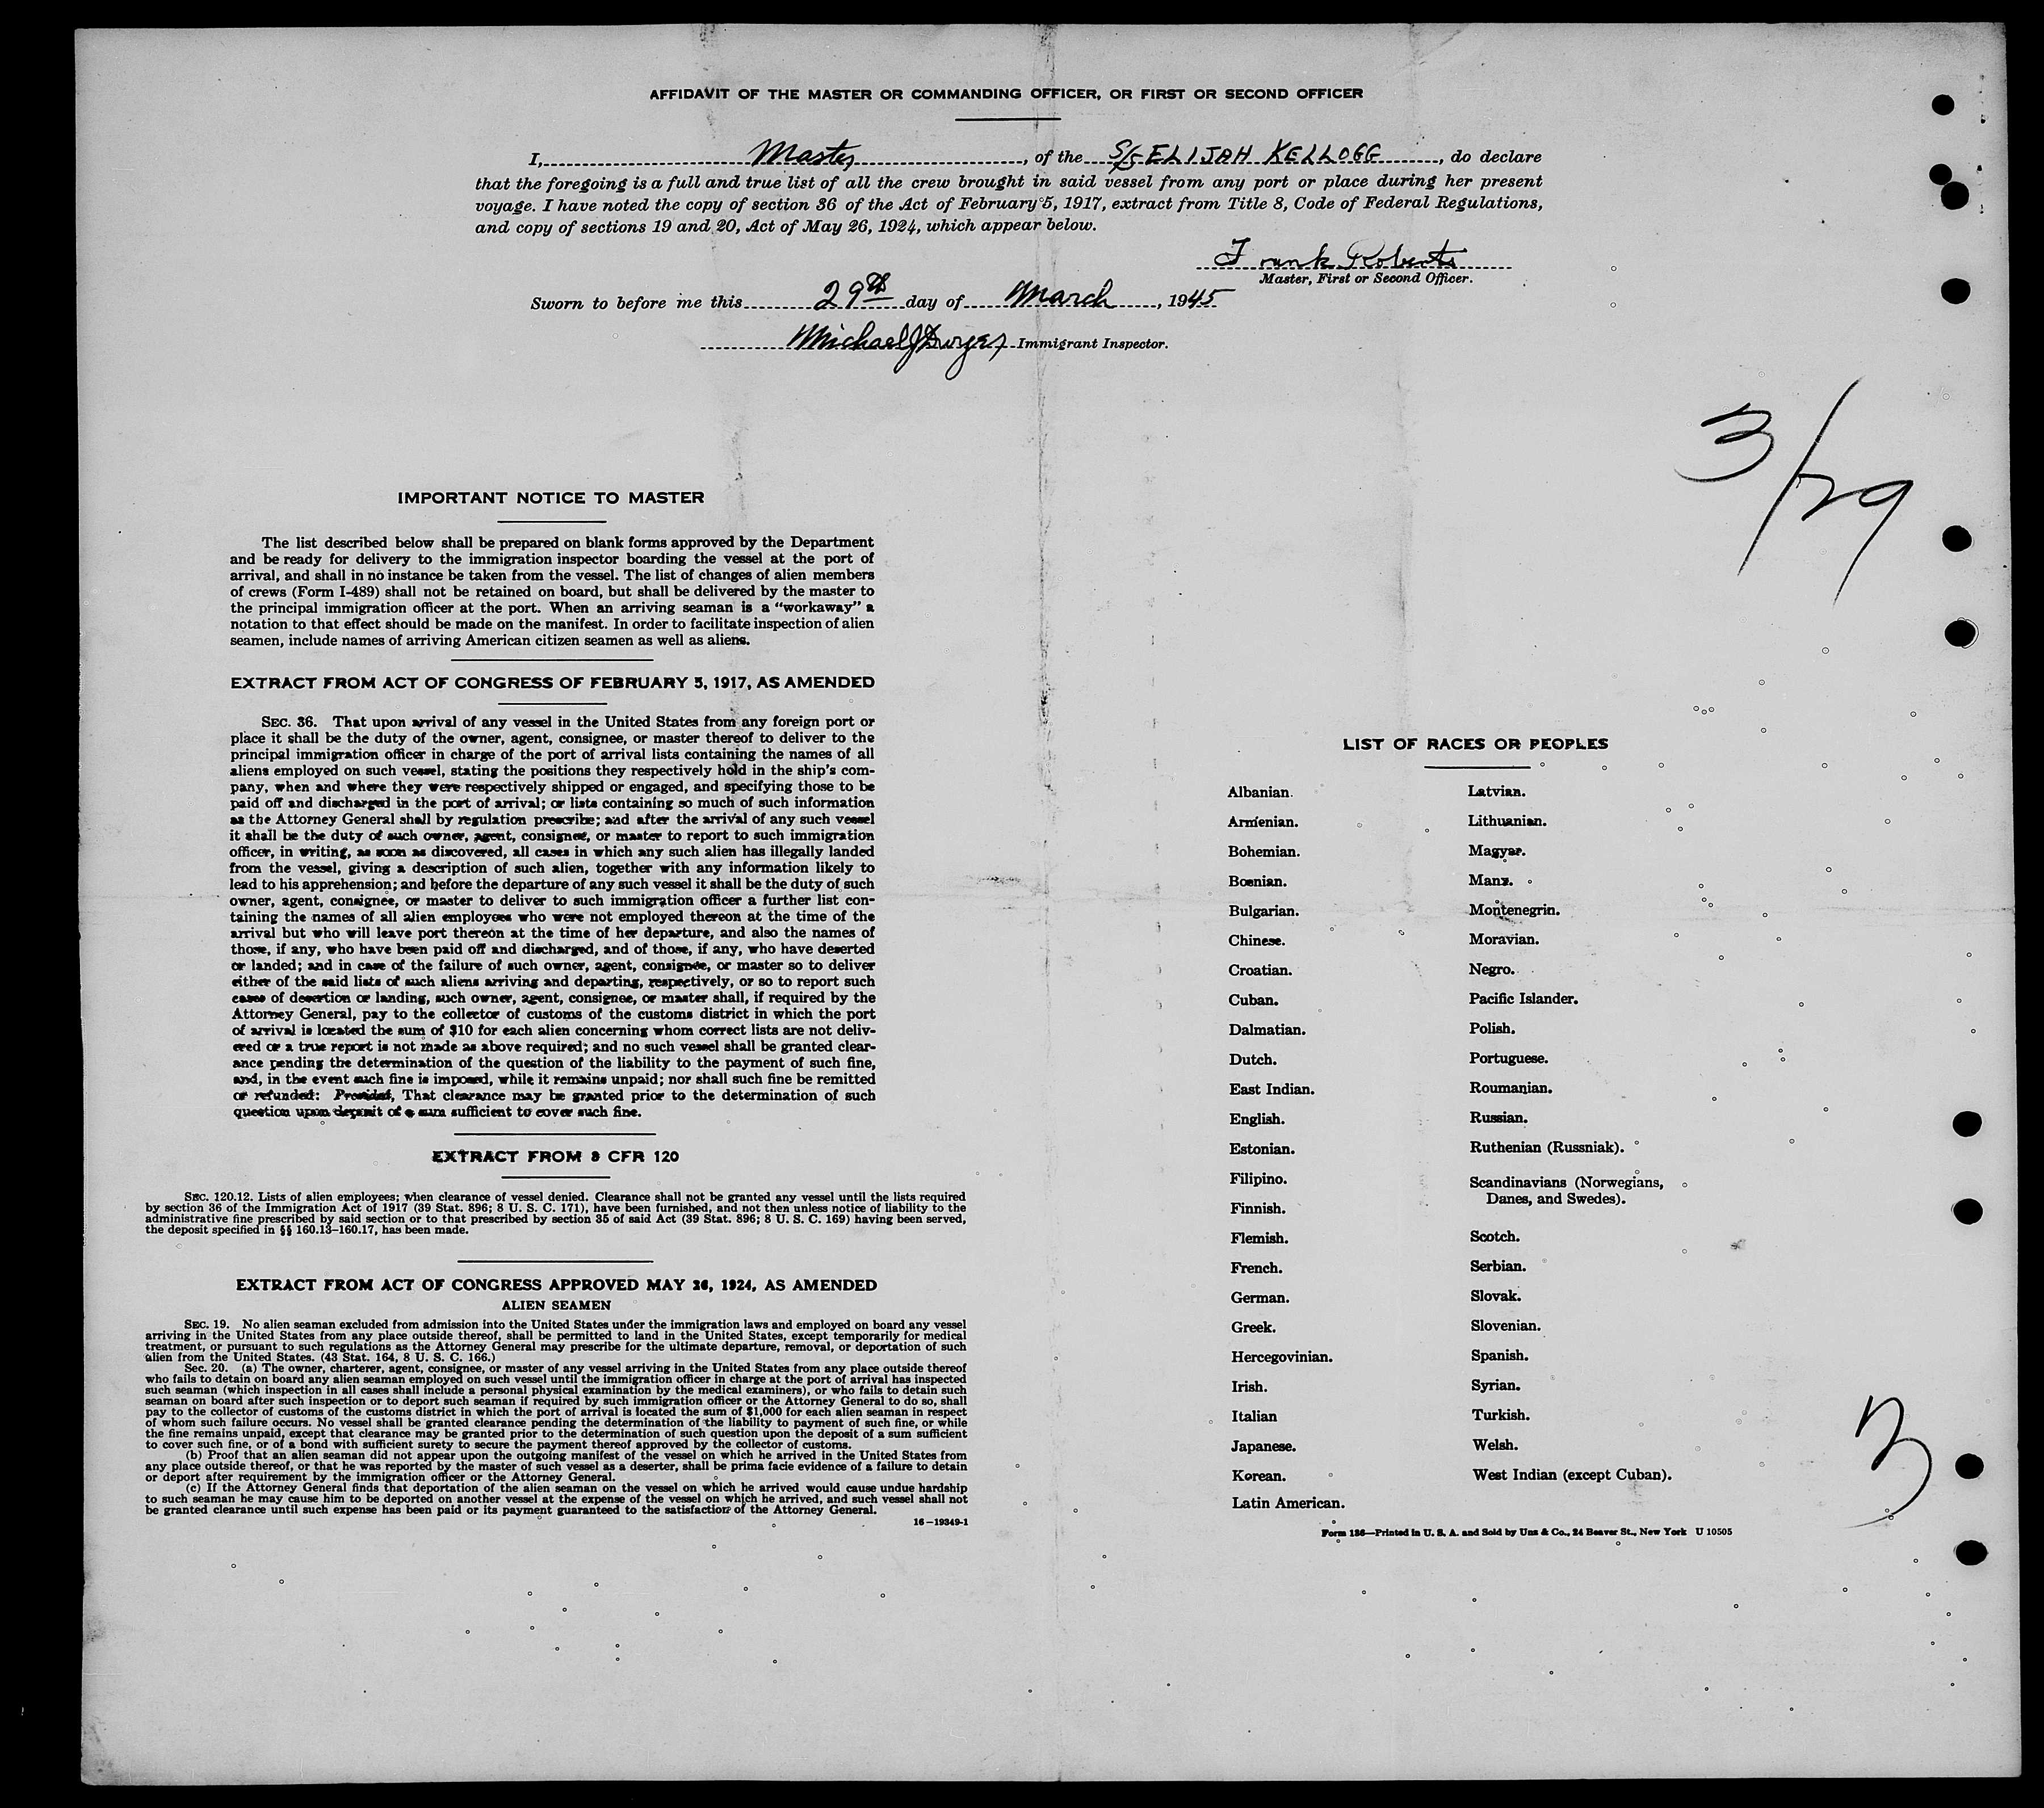 AFFIDAVIT OF THE MASTER OR COMMANDING OFFICER, OR FIRST OR SECOND OFFICER
I, Master, of the S/S ELIJAH KELLOGG, do declare
that the foregoing is a full and true list of all the crew brought in said vessel from any port or place during her present
voyage. I have noted the copy of section 36 of the Act of February 5, 1917, extract from Title 8, Code of Federal Regulations,
and copy of sections 19 and 20, Act of May 26, 1924, which appear below.
Frank Roberts
Master, First or Second Officer.
Sworn to before me this 29th day of March, 1945
Michael J Dwyer Immigrant Inspector.
3/29
IMPORTANT NOTICE TO MASTER
The list described below shall be prepared on blank forms approved by the Department
and be ready for delivery to the immigration inspector boarding the vessel at the port of
arrival, and shall in no instance be taken from the vessel. The list of changes of alien members
of crews (Form I-489) shall not be retained on board, but shall be delivered by the master to
the principal immigration officer at the port. When an arriving seaman is a “workaway” a
notation to that effect should be made on the manifest. In order to facilitate inspection of alien
seamen, include names of arriving American citizen seamen as well as aliens.
EXTRACT FROM ACT OF CONGRESS OF FEBRUARY 5, 1917, AS AMENDED
SEC. 36. That upon arrival of any vessel in the United States from any foreign port or
place it shall be the duty of the owner, agent, consignee, or master thereof to deliver to the
principal immigration officer in charge of the port of arrival lists containing the names of all
aliens employed on such vessel, stating the positions they respectively hold in the ship's com-
pany, when and where they were respectively shipped or engaged, and specifying those to be
paid off and discharged in the port of arrival; or lists containing so much of such information
as the Attorney General shall by regulation prescribe; and after the arrival of any such vessel
it shall be the duty of such owner, agent, consignee, or master to report to such immigration
officer, in writing, as soon as discovered, all cases in which any such alien has illegally landed
from the vessel, giving a description of such alien, together with any information likely to
lead to his apprehension; and before the departure of any such vessel it shall be the duty of such
owner, agent, consignee, or master to deliver to such immigration officer a further list con-
taining the names of all alien employees who were not employed thereon at the time of the
arrival but who will leave port thereon at the time of her departure, and also the names of
those, if any, who have been paid off and discharged, and of those, if any, who have deserted
or landed; and in case of the failure of such owner, agent, consignee, or master so to deliver
either of the said lists of such aliens arriving and departing, respectively, or so to report such
cases of desertion or landing, such owner, agent, consignee, or master shall, if required by the
Attorney General, pay to the collector of customs of the customs district in which the port
of arrival is located the sum of $10 for each alien concerning whom correct lists are not deliv-
ered or a true report is not made as above required; and no such vessel shall be granted clear-
ance pending the determination of the question of the liability to the payment of such fine,
and, in the event such fine is imposed, while it remains unpaid; nor shall such fine be remitted
or refunded: Provided, That clearance may be granted prior to the determination of such
question upon deposit of a sum sufficient to cover such fine.
EXTRACT FROM 8 CFR 120
SEC. 120.12. Lists of alien employees; when clearance of vessel denied. Clearance shall not be granted any vessel until the lists required
by section 36 of the Immigration Act of 1917 (39 Stat. 896; 8 U. S. C. 171), have been furnished, and not then unless notice of liability to the
administrative fine prescribed by said section or to that prescribed by section 35 of said Act (39 Stat. 896; 8 U. S. C. 169) having been served,
the deposit specified in §§ 160.13–160.17, has been made.
EXTRACT FROM ACT OF CONGRESS APPROVED MAY 26, 1924, AS AMENDED
ALIEN SEAMEN
SEC. 19. No alien seaman excluded from admission into the United States under the immigration laws and employed on board any vessel
arriving in the United States from any place outside thereof, shall be permitted to land in the United States, except temporarily for medical
treatment, or pursuant to such regulations as the Attorney General may prescribe for the ultimate departure, removal, or deportation of such
alien from the United States. (43 Stat. 164, 8 U. S. C. 166.)
Sec. 20. (a) The owner, charterer, agent, consignee, or master of any vessel arriving in the United States from any place outside thereof
who fails to detain on board any alien seaman employed on such vessel until the immigration officer in charge at the port of arrival has inspected
such seaman (which inspection in all cases shall include a personal physical examination by the medical examiners), or who fails to detain such
seaman on board after such inspection or to deport such seaman if required by such immigration officer or the Attorney General to do so, shall
pay to the collector of customs of the customs district in which the port of arrival is located the sum of $1,000 for each alien seaman in respect
of whom such failure occurs. No vessel shall be granted clearance pending the determination of the liability to payment of such fine, or while
the fine remains unpaid, except that clearance may be granted prior to the determination of such question upon the deposit of a sum sufficient
to cover such fine, or of a bond with sufficient surety to secure the payment thereof approved by the collector of customs.
(b) Proof that an alien seaman did not appear upon the outgoing manifest of the vessel on which he arrived in the United States from
any place outside thereof, or that he was reported by the master of such vessel as a deserter, shall be prima facie evidence of a failure to detain
or deport after requirement by the immigration officer or the Attorney General.
(c) If the Attorney General finds that deportation of the alien seaman on the vessel on which he arrived would cause undue hardship
to such seaman he may cause him to be deported on another vessel at the expense of the vessel on which he arrived, and such vessel shall not
be granted clearance until such expense has been paid or its payment guaranteed to the satisfaction of the Attorney General.
16—19349-1
LIST OF RACES OR PEOPLES
Albanian.
Armenian.
Bohemian.
Bosnian.
Bulgarian.
Chinese.
Croatian.
Cuban.
Dalmatian.
Dutch.
East Indian.
English.
Estonian.
Filipino.
Finnish.
Flemish.
French.
German.
Greek.
Hercegovinian.
Irish.
Italian
Japanese.
Korean.
Latin American.
Latvian.
Lithuanian.
Magyar.
Manx.
Montenegrin.
Moravian.
Negro.
Pacific Islander.
Polish.
Portuguese.
Roumanian.
Russian.
Ruthenian (Russniak).
Scandinavians (Norwegians,
Danes, and Swedes).
Scotch.
Serbian.
Slovak.
Slovenian.
Spanish.
Syrian.
Turkish.
Welsh.
West Indian (except Cuban).
3
Form 186—Printed in U. S. A. and Sold by Unz & Co., 24 Beaver St., New York U 10505